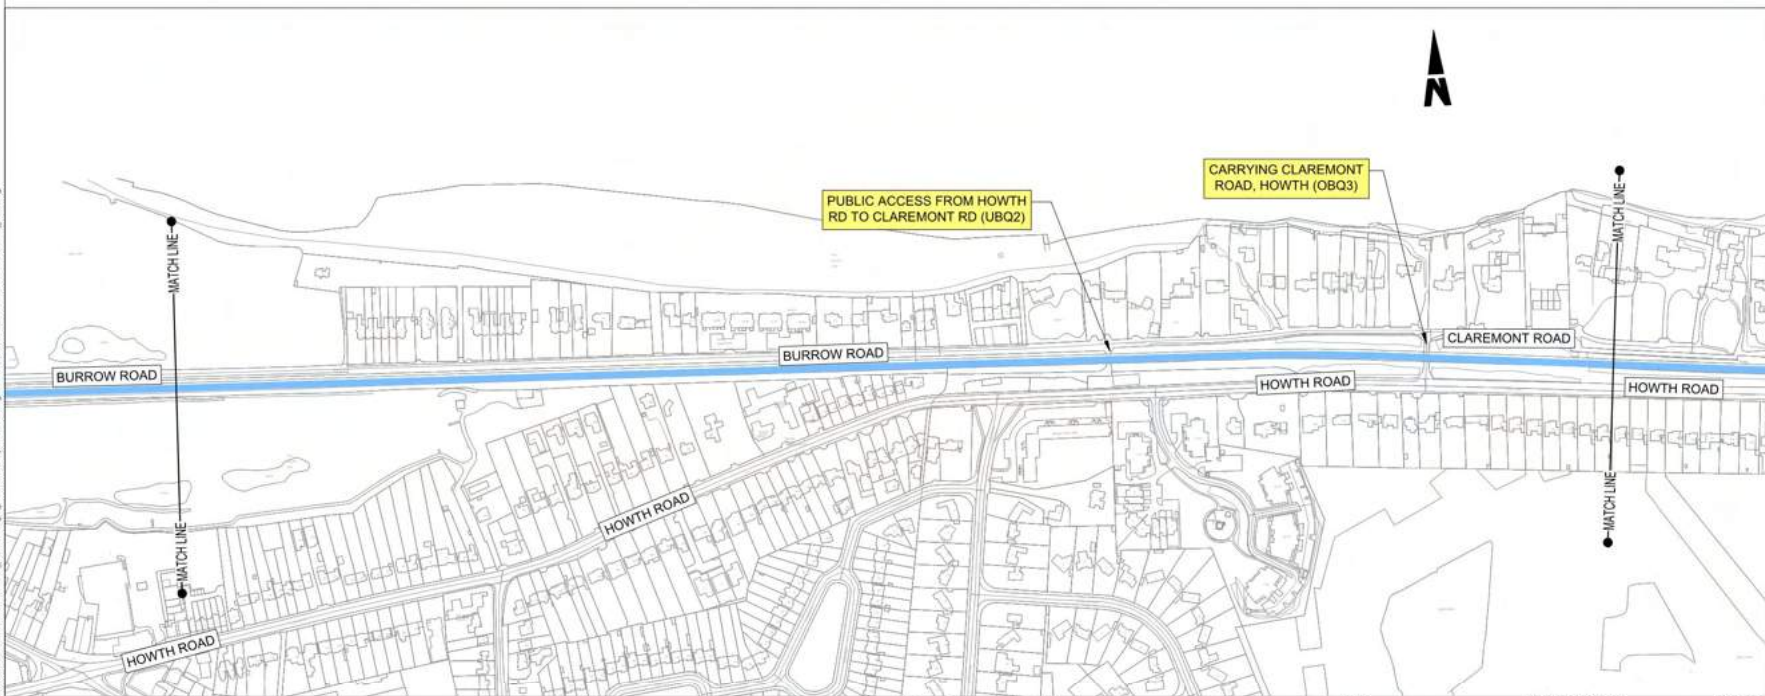 N
MATCH LINE
MATCH LINE
PUBLIC ACCESS FROM HOWTH
RD TO CLAREMONT RD (UBQ2)
CARRYING CLAREMONT
ROAD, HOWTH (OBQ3)
BURROW ROAD
BURROW ROAD
CLAREMONT ROAD
HOWTH ROAD
HOWTH ROAD
HOWTH ROAD
MATCH LINE
MATCH LINE
HOWTH ROAD